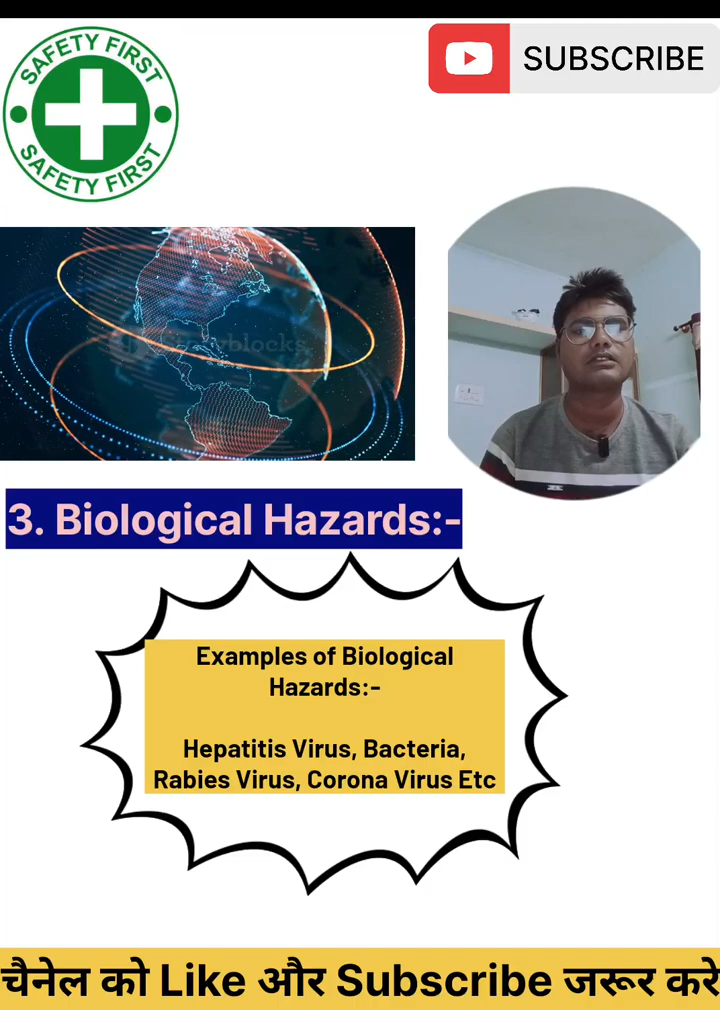 SAFETY FIRST
SAFETY FIRST
SUBSCRIBE
3. Biological Hazards:-
Examples of Biological
Hazards:-
Hepatitis Virus, Bacteria,
Rabies Virus, Corona Virus Etc
चैनेल को Like और Subscribe जरूर करे